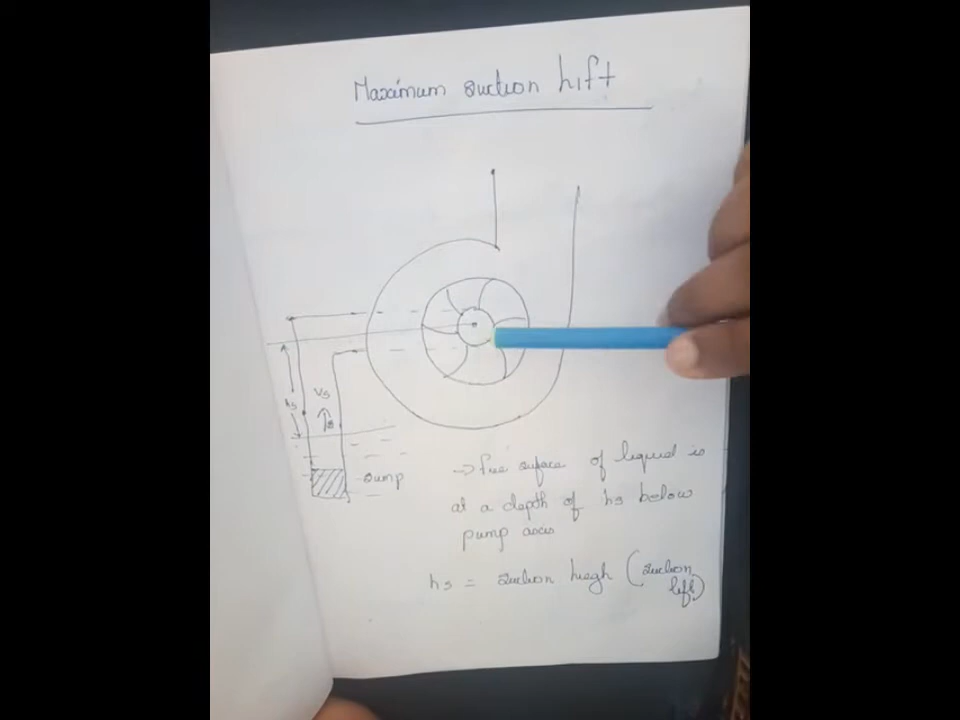 Maximum suction lift
hs
Vs
sump
→ free surface of liquid is
at a depth of hs below
pump axis
hs = suction heigh (suction
lift)